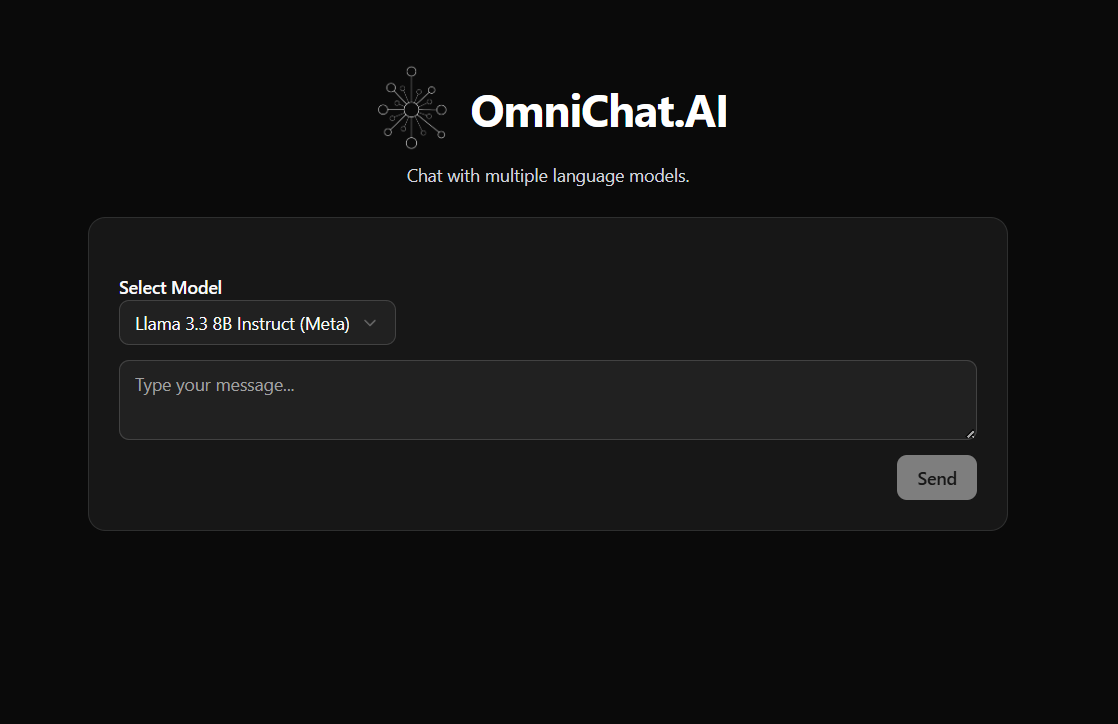 OmniChat.AI
Chat with multiple language models.
Select Model
Llama 3.3 8B Instruct (Meta)
Type your message...
Send